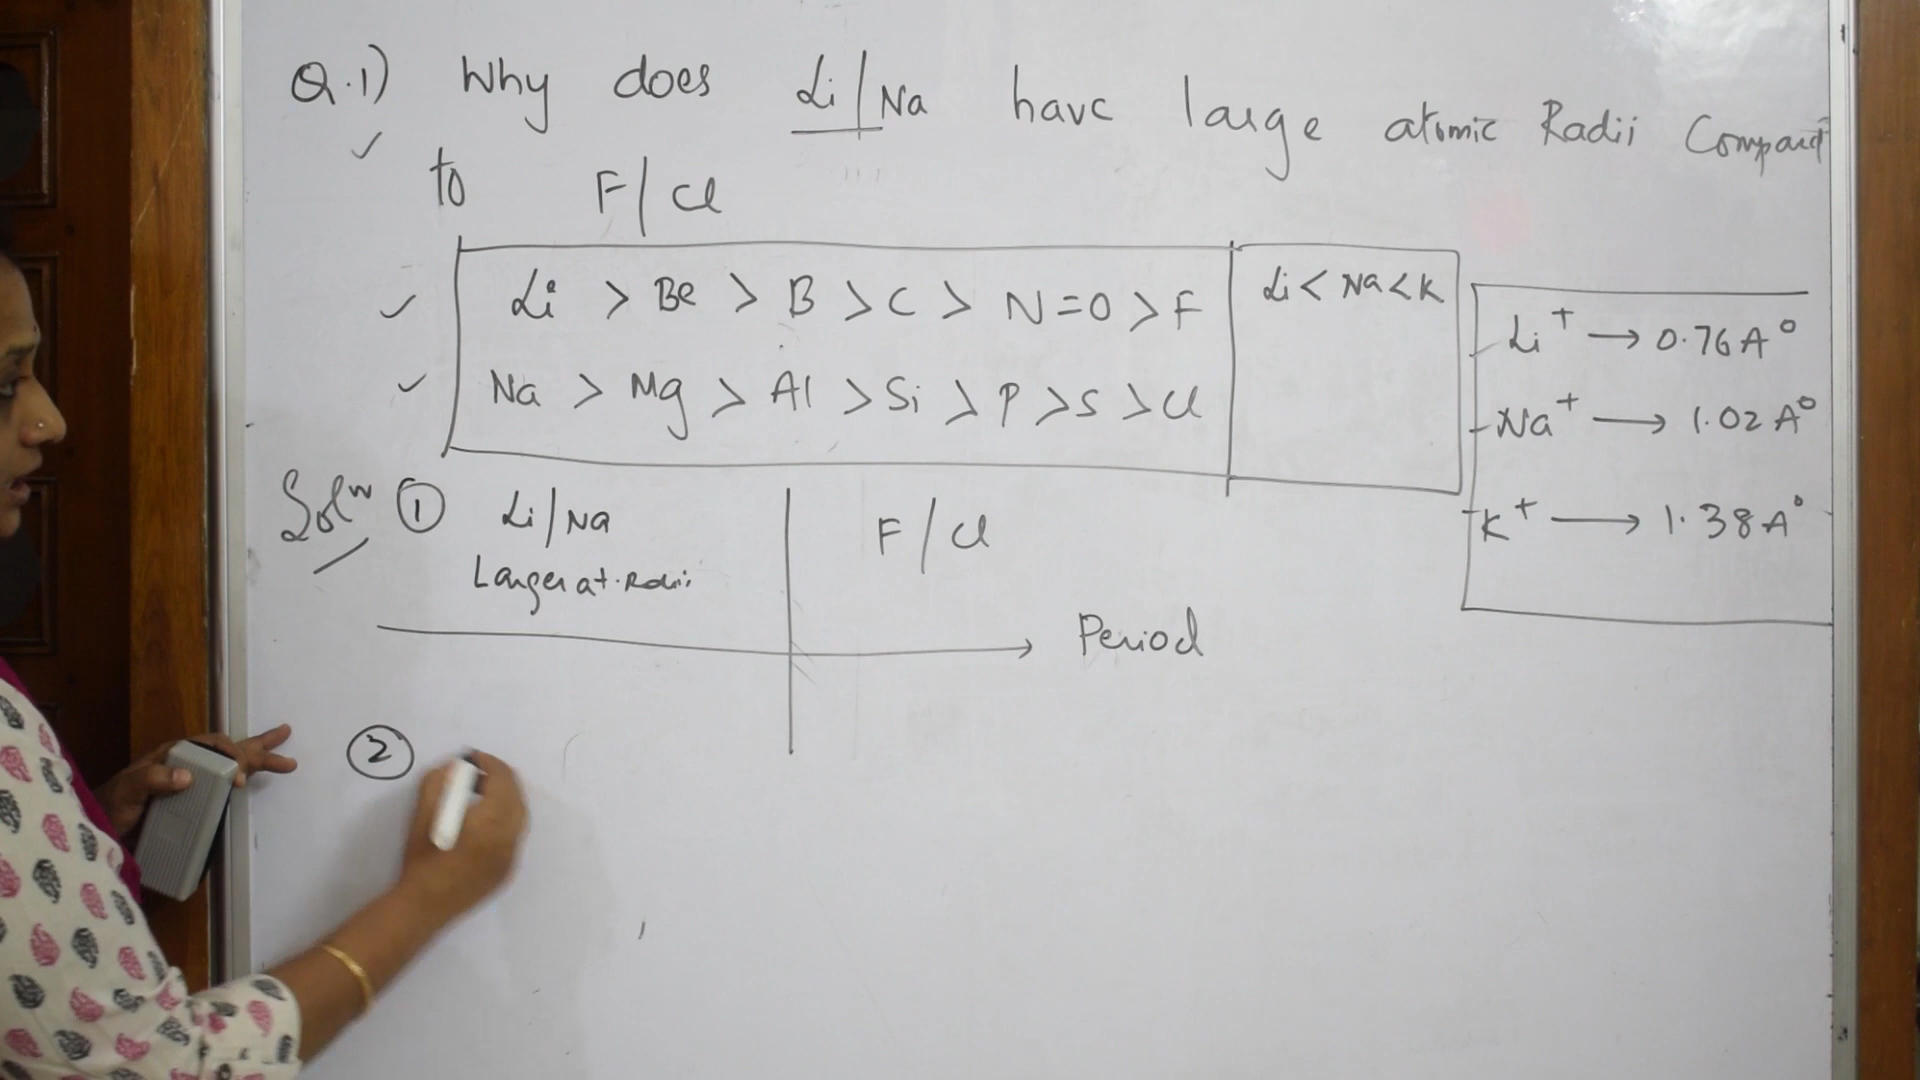 Q.1) Why does Li/Na have large atomic Radii Compared
to F/Cl
Li > Be > B > C > N = O > F
Na > Mg > Al > Si > P > S > Cl
Li < Na < K
Li+ → 0.76 A°
Na+ → 1.02 A°
K+ → 1.38 A°
Soln ① Li/Na
Larger at. Radii
F/Cl
→ Period
②